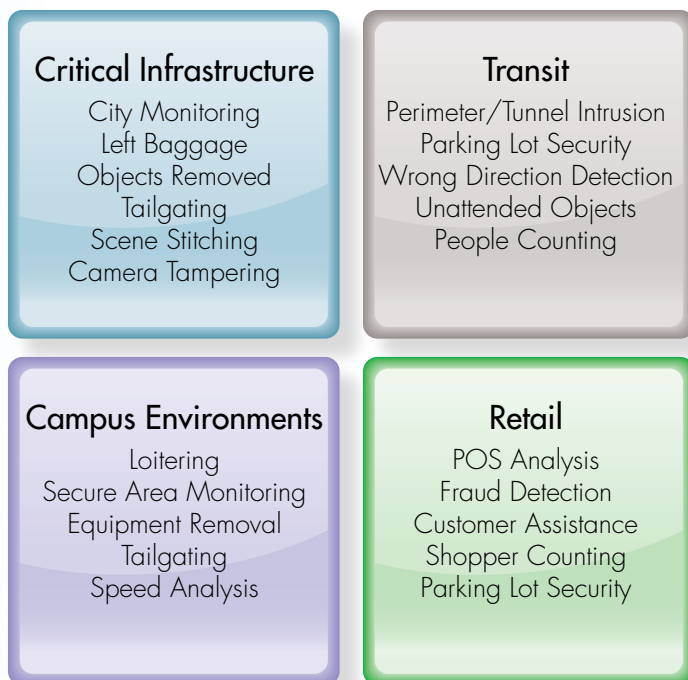 Critical Infrastructure
City Monitoring
Left Baggage
Objects Removed
Tailgating
Scene Stitching
Camera Tampering
Transit
Perimeter/Tunnel Intrusion
Parking Lot Security
Wrong Direction Detection
Unattended Objects
People Counting
Campus Environments
Loitering
Secure Area Monitoring
Equipment Removal
Tailgating
Speed Analysis
Retail
POS Analysis
Fraud Detection
Customer Assistance
Shopper Counting
Parking Lot Security